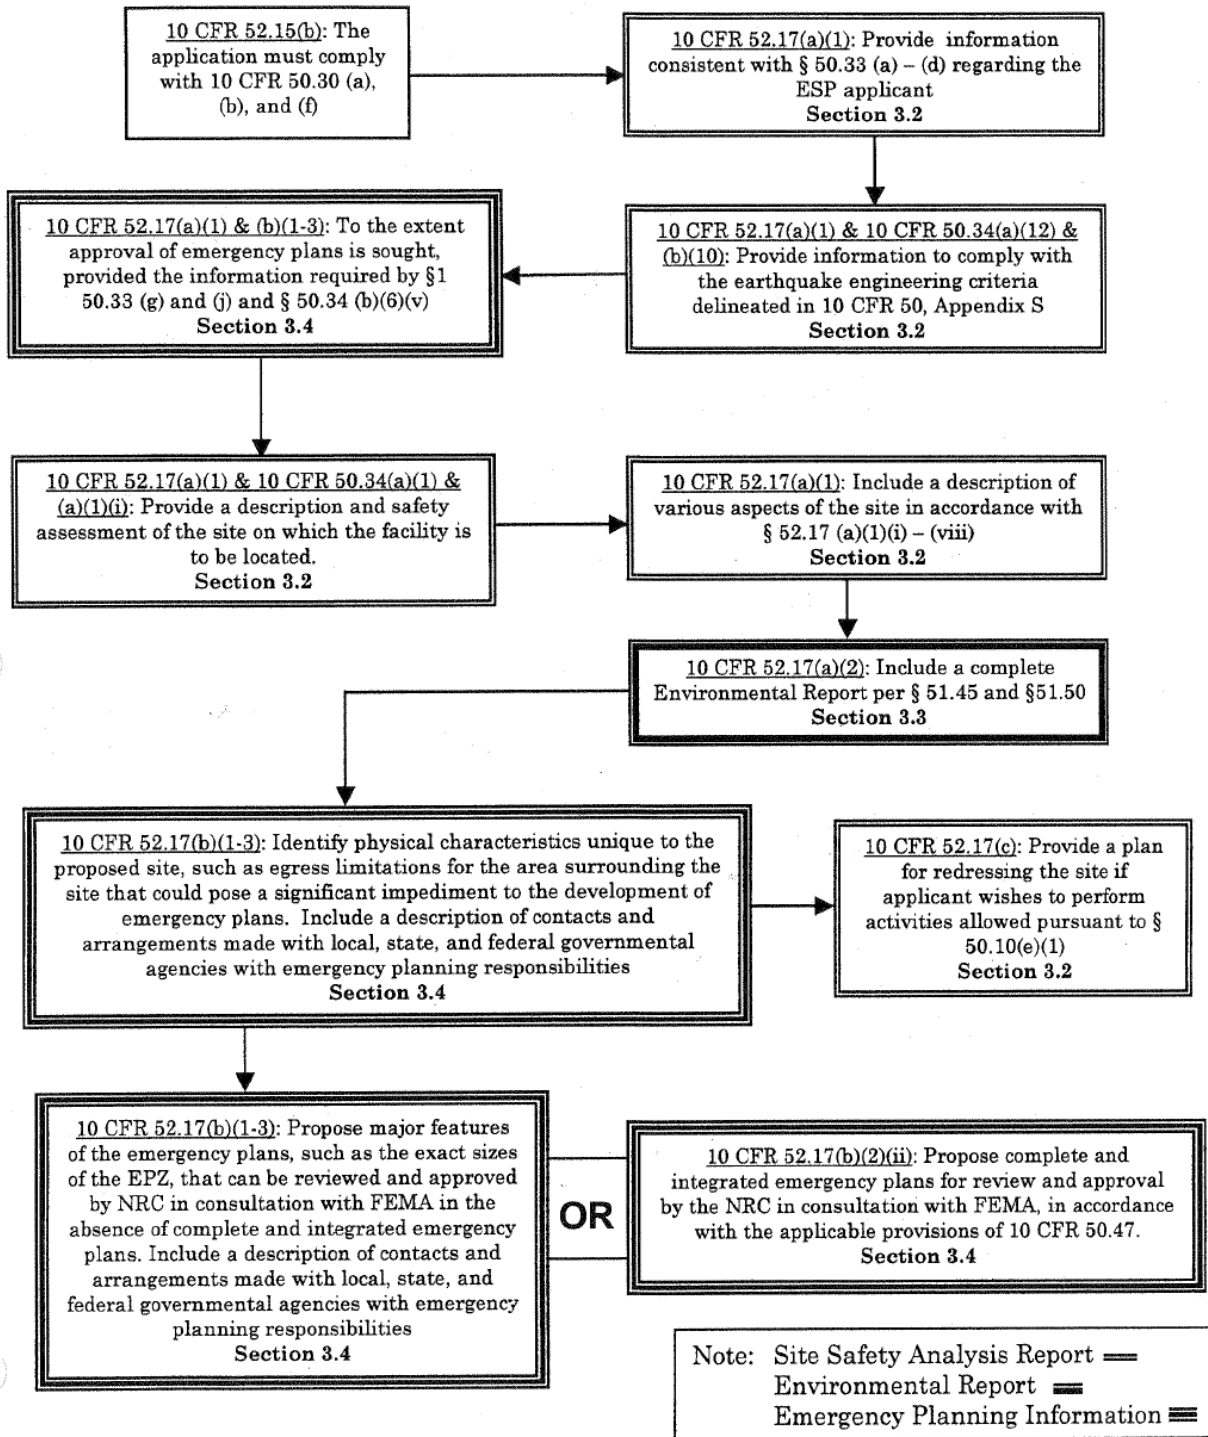 10 CFR 52.15(b): The
application must comply
with 10 CFR 50.30 (a),
(b), and (f)
10 CFR 52.17(a)(1): Provide information
consistent with § 50.33 (a) – (d) regarding the
ESP applicant
Section 3.2
10 CFR 52.17(a)(1) & (b)(1-3): To the extent
approval of emergency plans is sought,
provided the information required by §1
50.33 (g) and (j) and § 50.34 (b)(6)(v)
Section 3.4
10 CFR 52.17(a)(1) & 10 CFR 50.34(a)(12) &
(b)(10): Provide information to comply with
the earthquake engineering criteria
delineated in 10 CFR 50, Appendix S
Section 3.2
10 CFR 52.17(a)(1) & 10 CFR 50.34(a)(1) &
(a)(1)(i): Provide a description and safety
assessment of the site on which the facility is
to be located.
Section 3.2
10 CFR 52.17(a)(1): Include a description of
various aspects of the site in accordance with
§ 52.17 (a)(1)(i) – (viii)
Section 3.2
10 CFR 52.17(a)(2): Include a complete
Environmental Report per § 51.45 and §51.50
Section 3.3
10 CFR 52.17(b)(1-3): Identify physical characteristics unique to the
proposed site, such as egress limitations for the area surrounding the
site that could pose a significant impediment to the development of
emergency plans. Include a description of contacts and
arrangements made with local, state, and federal governmental
agencies with emergency planning responsibilities
Section 3.4
10 CFR 52.17(c): Provide a plan
for redressing the site if
applicant wishes to perform
activities allowed pursuant to §
50.10(e)(1)
Section 3.2
10 CFR 52.17(b)(1-3): Propose major features
of the emergency plans, such as the exact sizes
of the EPZ, that can be reviewed and approved
by NRC in consultation with FEMA in the
absence of complete and integrated emergency
plans. Include a description of contacts and
arrangements made with local, state, and
federal governmental agencies with emergency
planning responsibilities
Section 3.4
OR
10 CFR 52.17(b)(2)(ii): Propose complete and
integrated emergency plans for review and approval
by the NRC in consultation with FEMA, in accordance
with the applicable provisions of 10 CFR 50.47.
Section 3.4
Note: Site Safety Analysis Report
Environmental Report
Emergency Planning Information